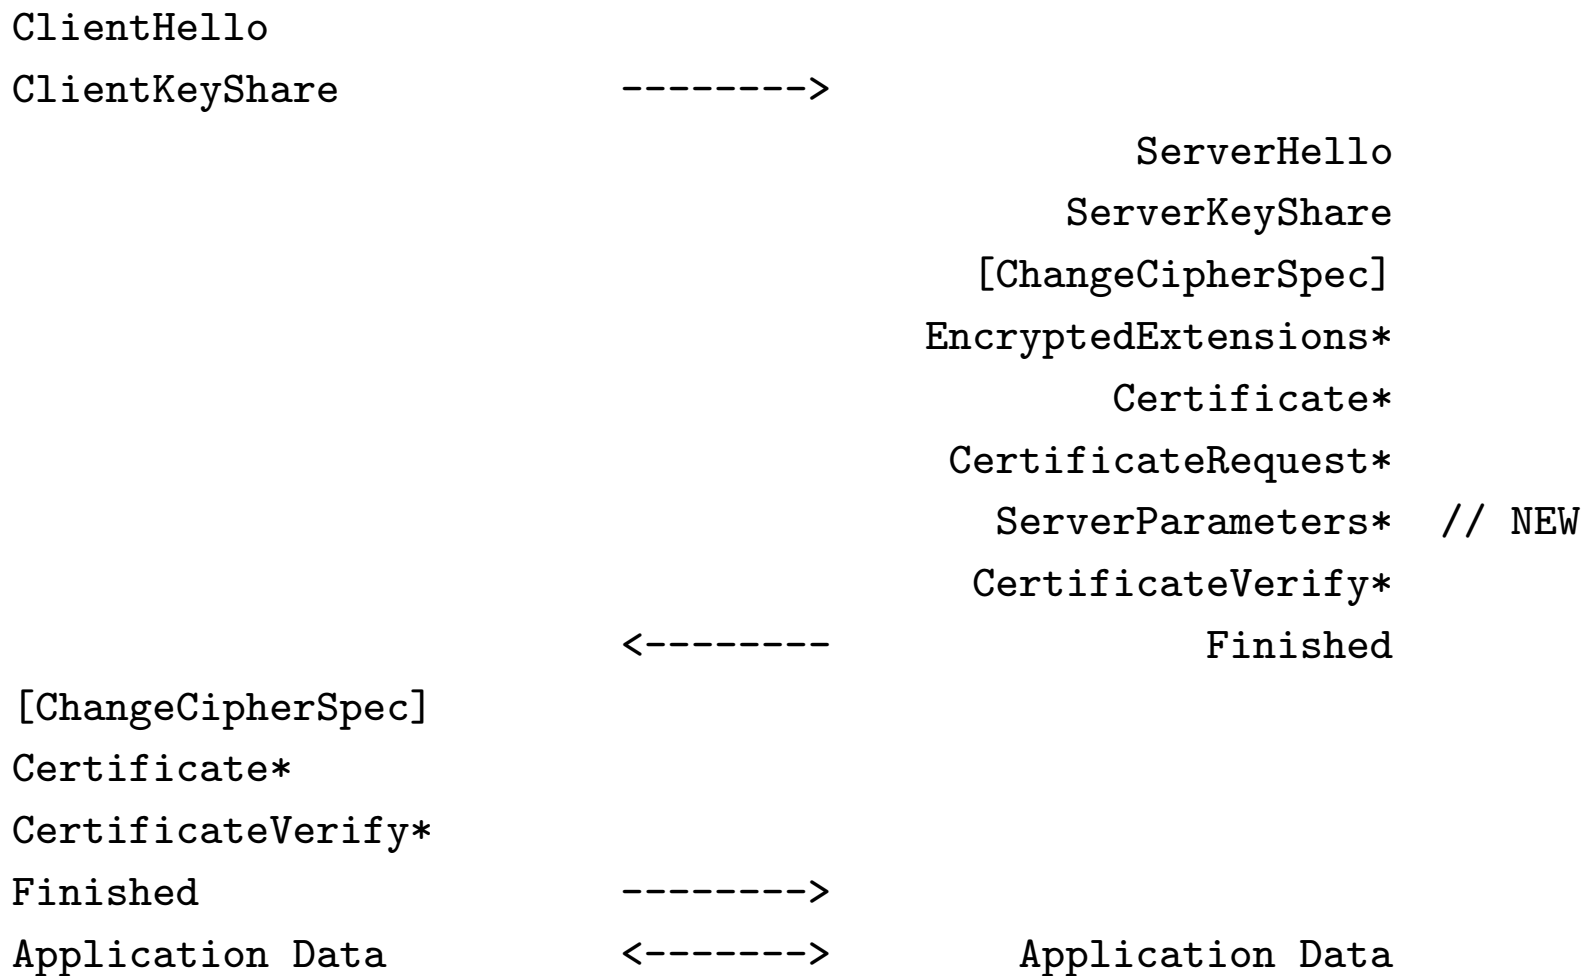 ClientHello
ClientKeyShare -------->
ServerHello
ServerKeyShare
[ChangeCipherSpec]
EncryptedExtensions*
Certificate*
CertificateRequest*
ServerParameters* // NEW
CertificateVerify*
<-------- Finished
[ChangeCipherSpec]
Certificate*
CertificateVerify*
Finished -------->
Application Data <-------> Application Data